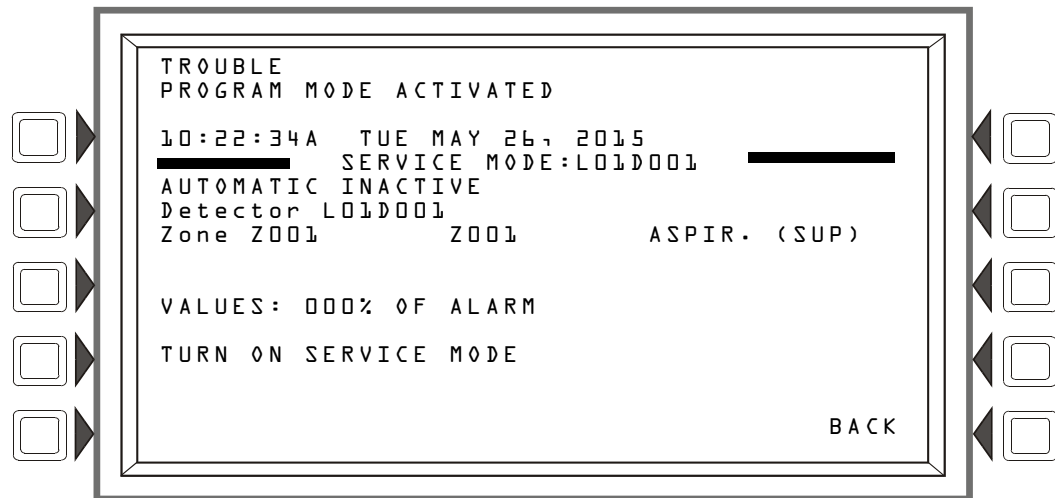 TROUBLE
PROGRAM MODE ACTIVATED
10:22:34A TUE MAY 26, 2015
SERVICE MODE:L01D001
AUTOMATIC INACTIVE
Detector L01D001
Zone Z001 Z001 ASPIR. (SUP)
VALUES: 000% OF ALARM
TURN ON SERVICE MODE
BACK